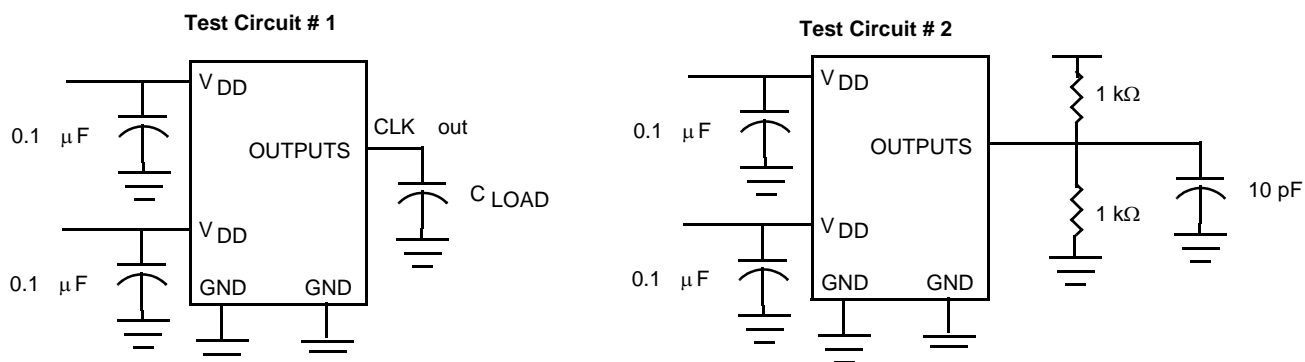 Test Circuit # 1
V DD
0.1 μF
CLK out
OUTPUTS
C LOAD
V DD
0.1 μF
GND GND
Test Circuit # 2
V DD
1 kΩ
0.1 μF
OUTPUTS
10 pF
1 kΩ
V DD
0.1 μF
GND GND